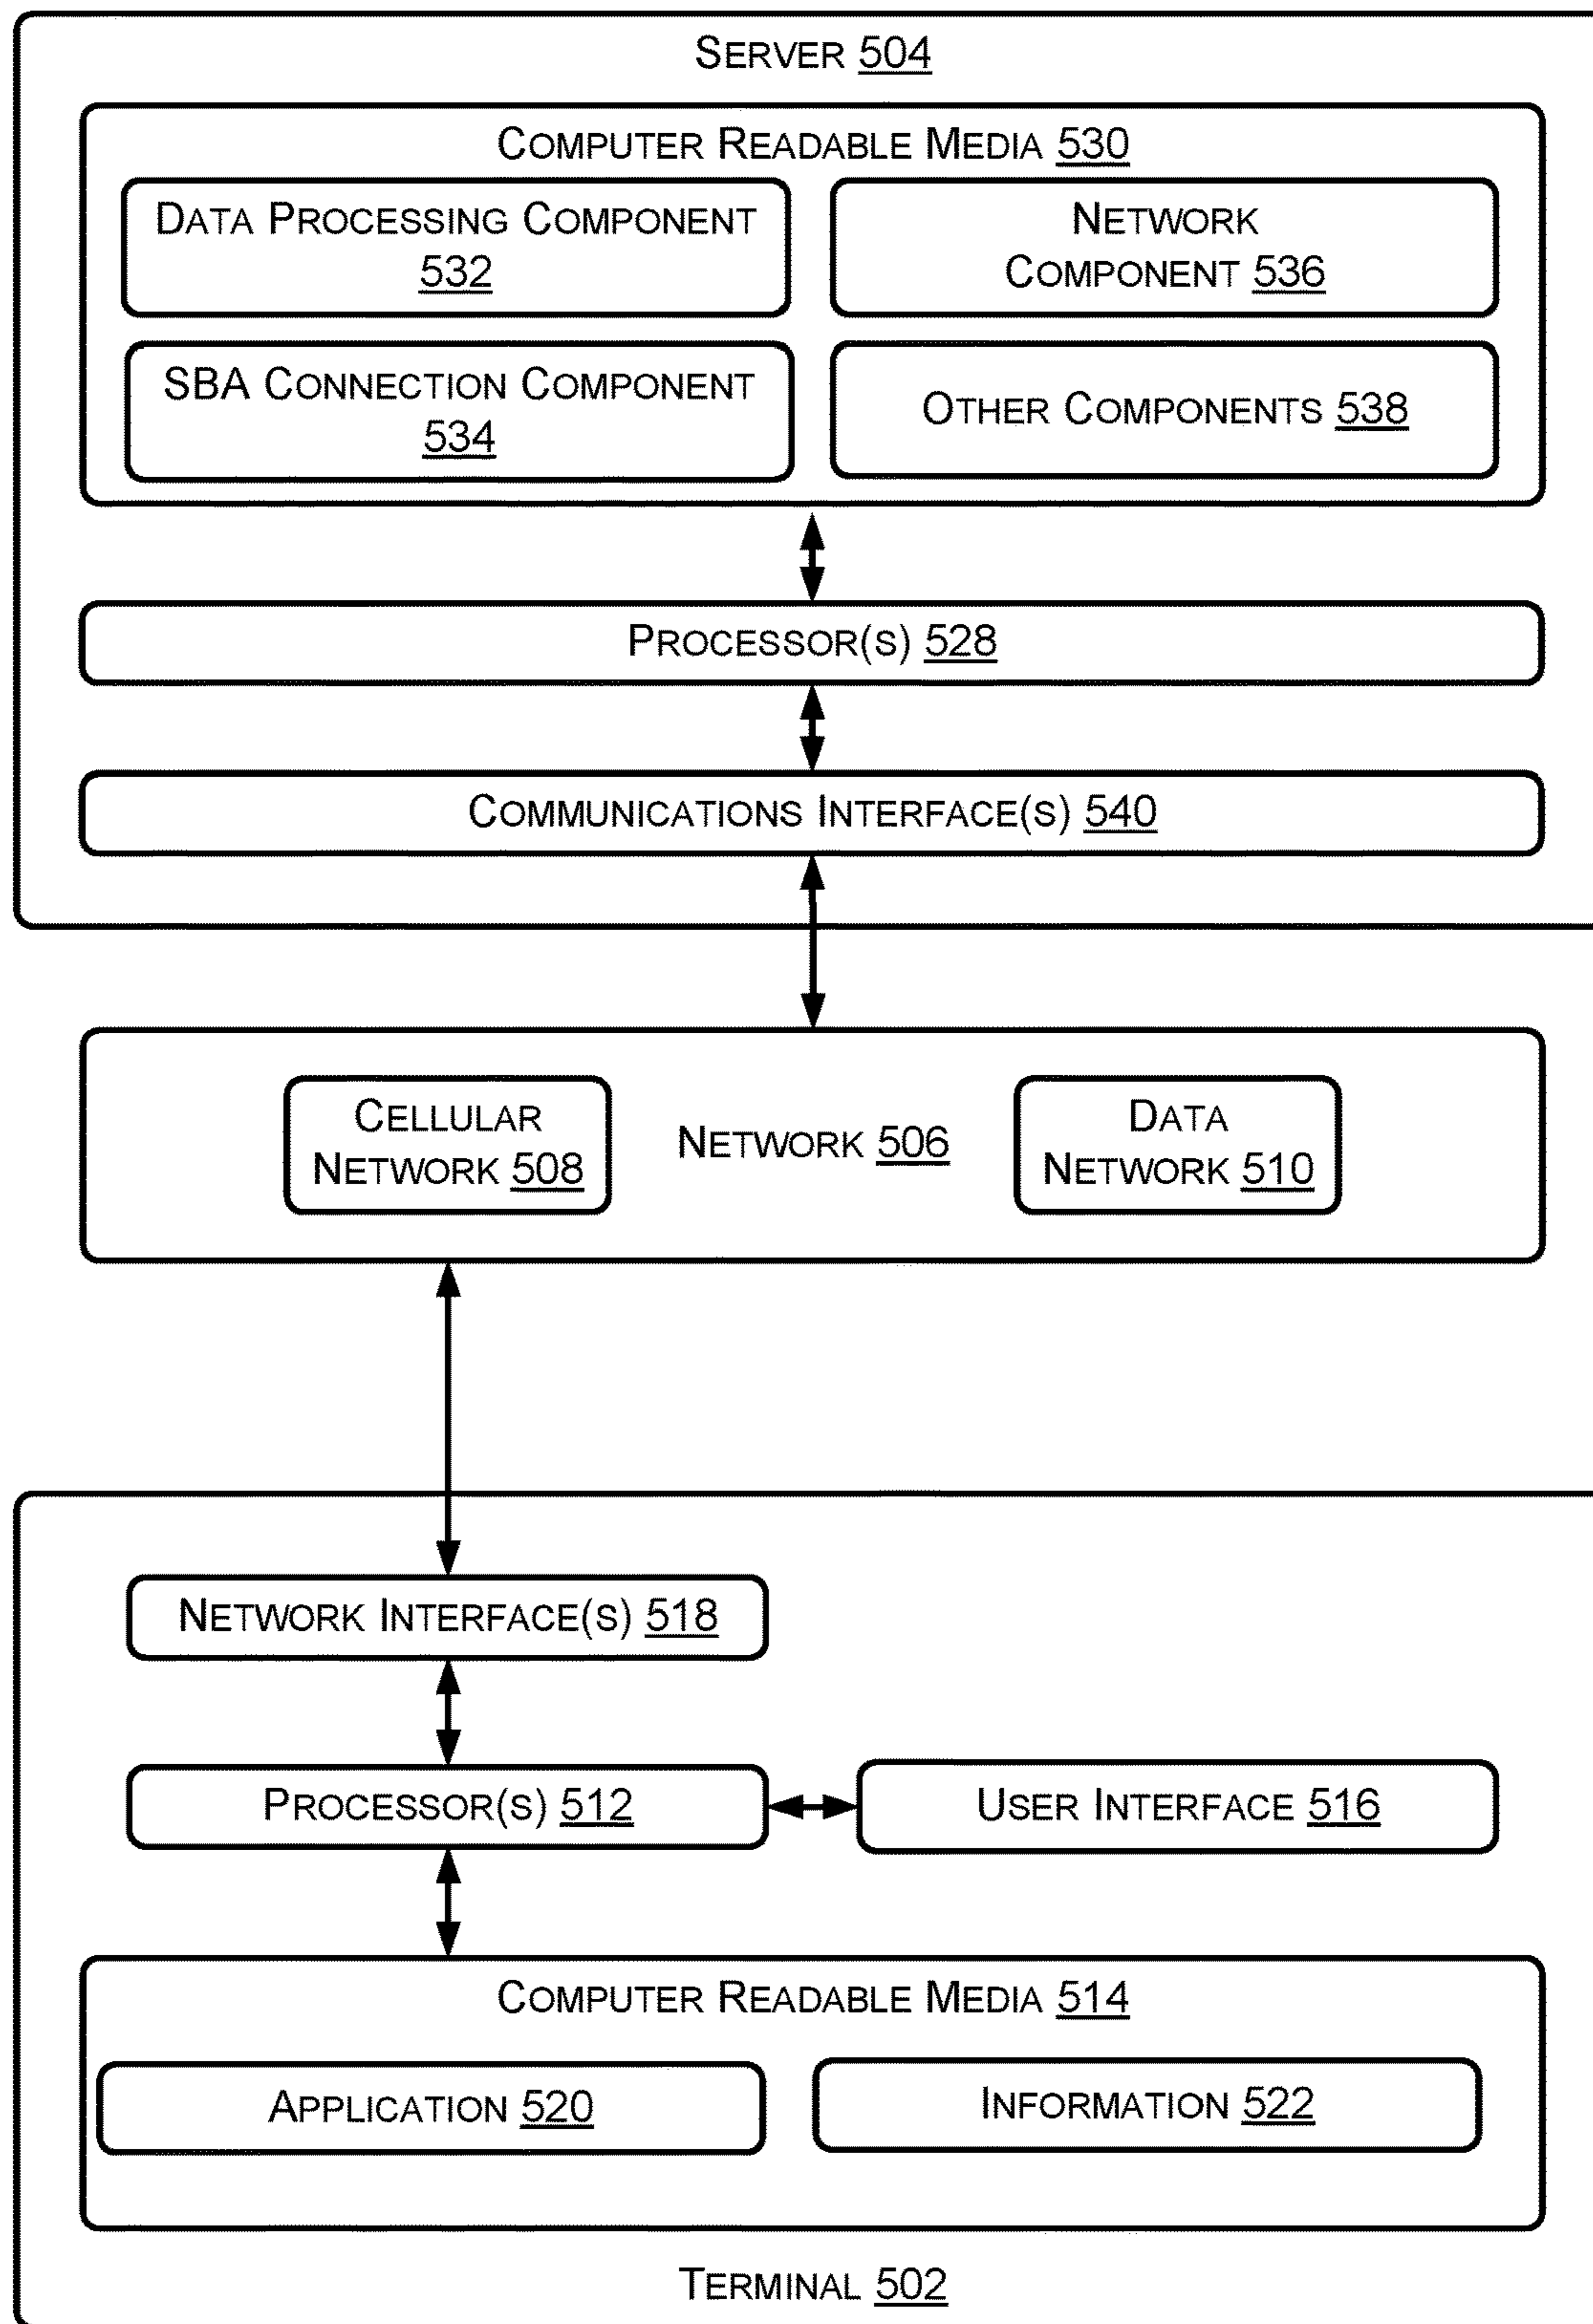 SERVER 504
COMPUTER READABLE MEDIA 530
DATA PROCESSING COMPONENT
532
NETWORK
COMPONENT 536
SBA CONNECTION COMPONENT
534
OTHER COMPONENTS 538
PROCESSOR(S) 528
COMMUNICATIONS INTERFACE(S) 540
CELLULAR
NETWORK 508
NETWORK 506
DATA
NETWORK 510
NETWORK INTERFACE(S) 518
PROCESSOR(S) 512
USER INTERFACE 516
COMPUTER READABLE MEDIA 514
APPLICATION 520
INFORMATION 522
TERMINAL 502